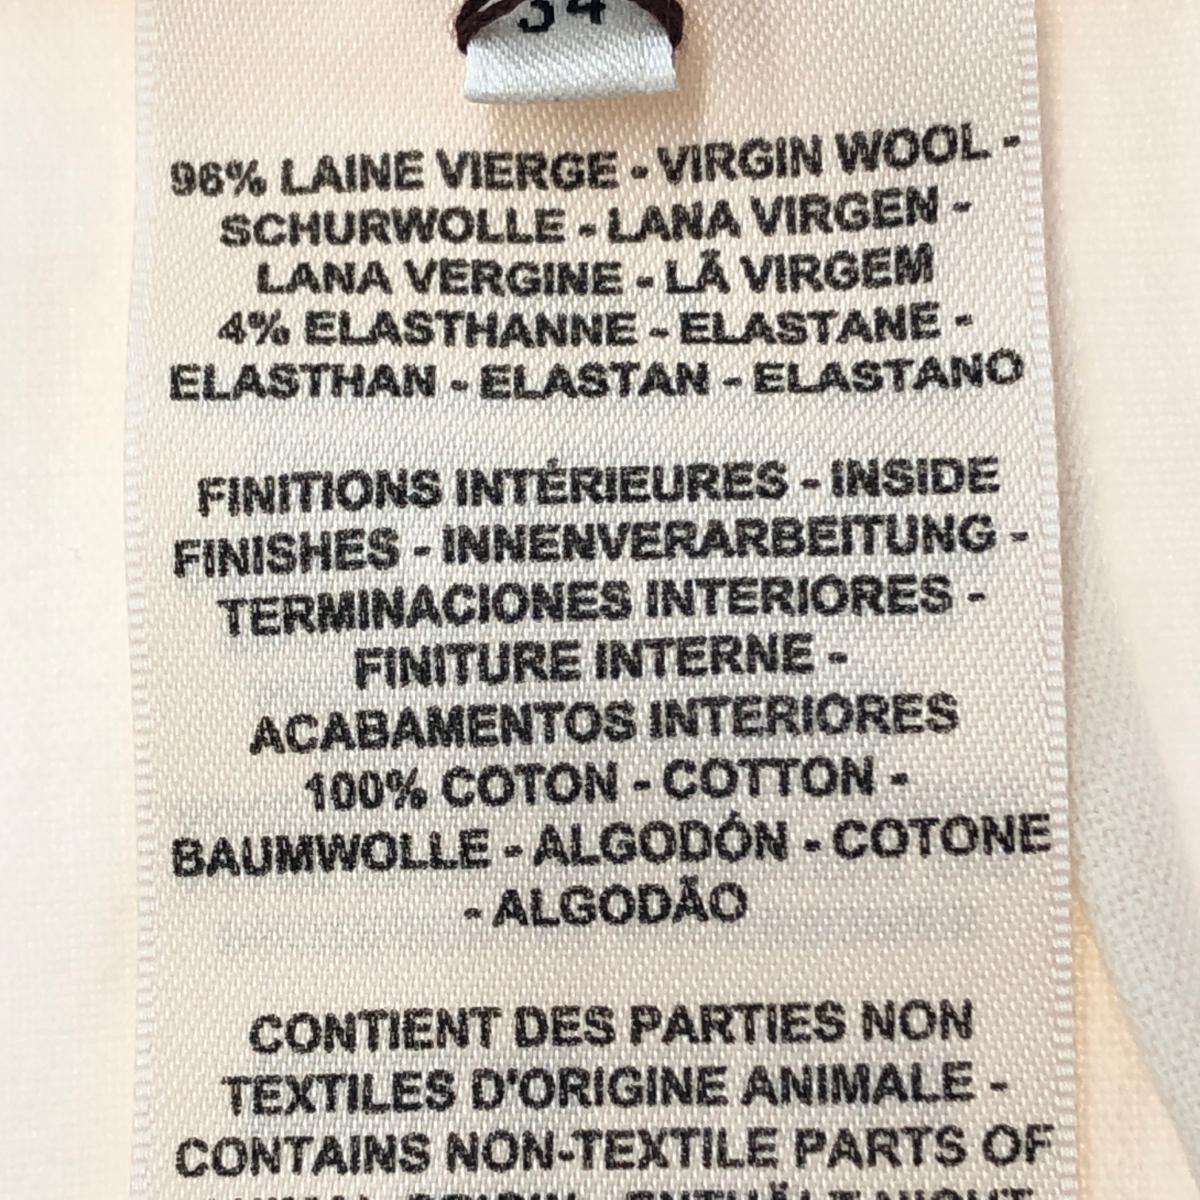 34
96% LAINE VIERGE - VIRGIN WOOL -
SCHURWOLLE - LANA VIRGEN -
LANA VERGINE - LÃ VIRGEM
4% ELASTHANNE - ELASTANE -
ELASTHAN - ELASTAN - ELASTANO
FINITIONS INTÉRIEURES - INSIDE
FINISHES - INNENVERARBEITUNG -
TERMINACIONES INTERIORES -
FINITURE INTERNE -
ACABAMENTOS INTERIORES
100% COTON - COTTON -
BAUMWOLLE - ALGODÓN - COTONE
- ALGODÃO
CONTIENT DES PARTIES NON
TEXTILES D'ORIGINE ANIMALE -
CONTAINS NON-TEXTILE PARTS OF